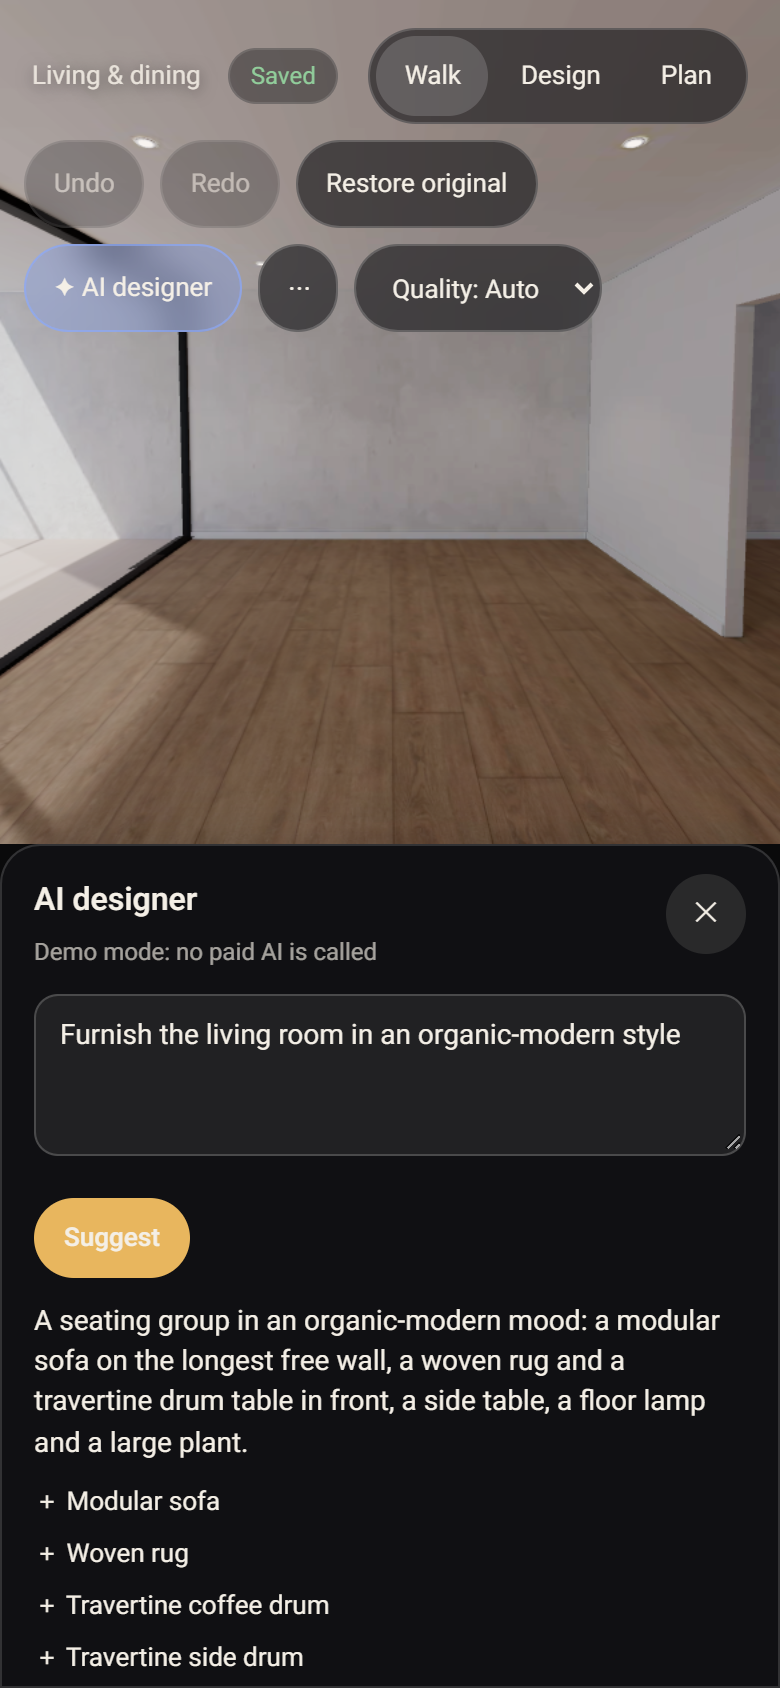 Living & dining Saved Walk Design Plan
Undo Redo Restore original
✦ AI designer ... Quality: Auto
AI designer
Demo mode: no paid AI is called
Furnish the living room in an organic-modern style
Suggest
A seating group in an organic-modern mood: a modular
sofa on the longest free wall, a woven rug and a
travertine drum table in front, a side table, a floor lamp
and a large plant.
+ Modular sofa
+ Woven rug
+ Travertine coffee drum
+ Travertine side drum